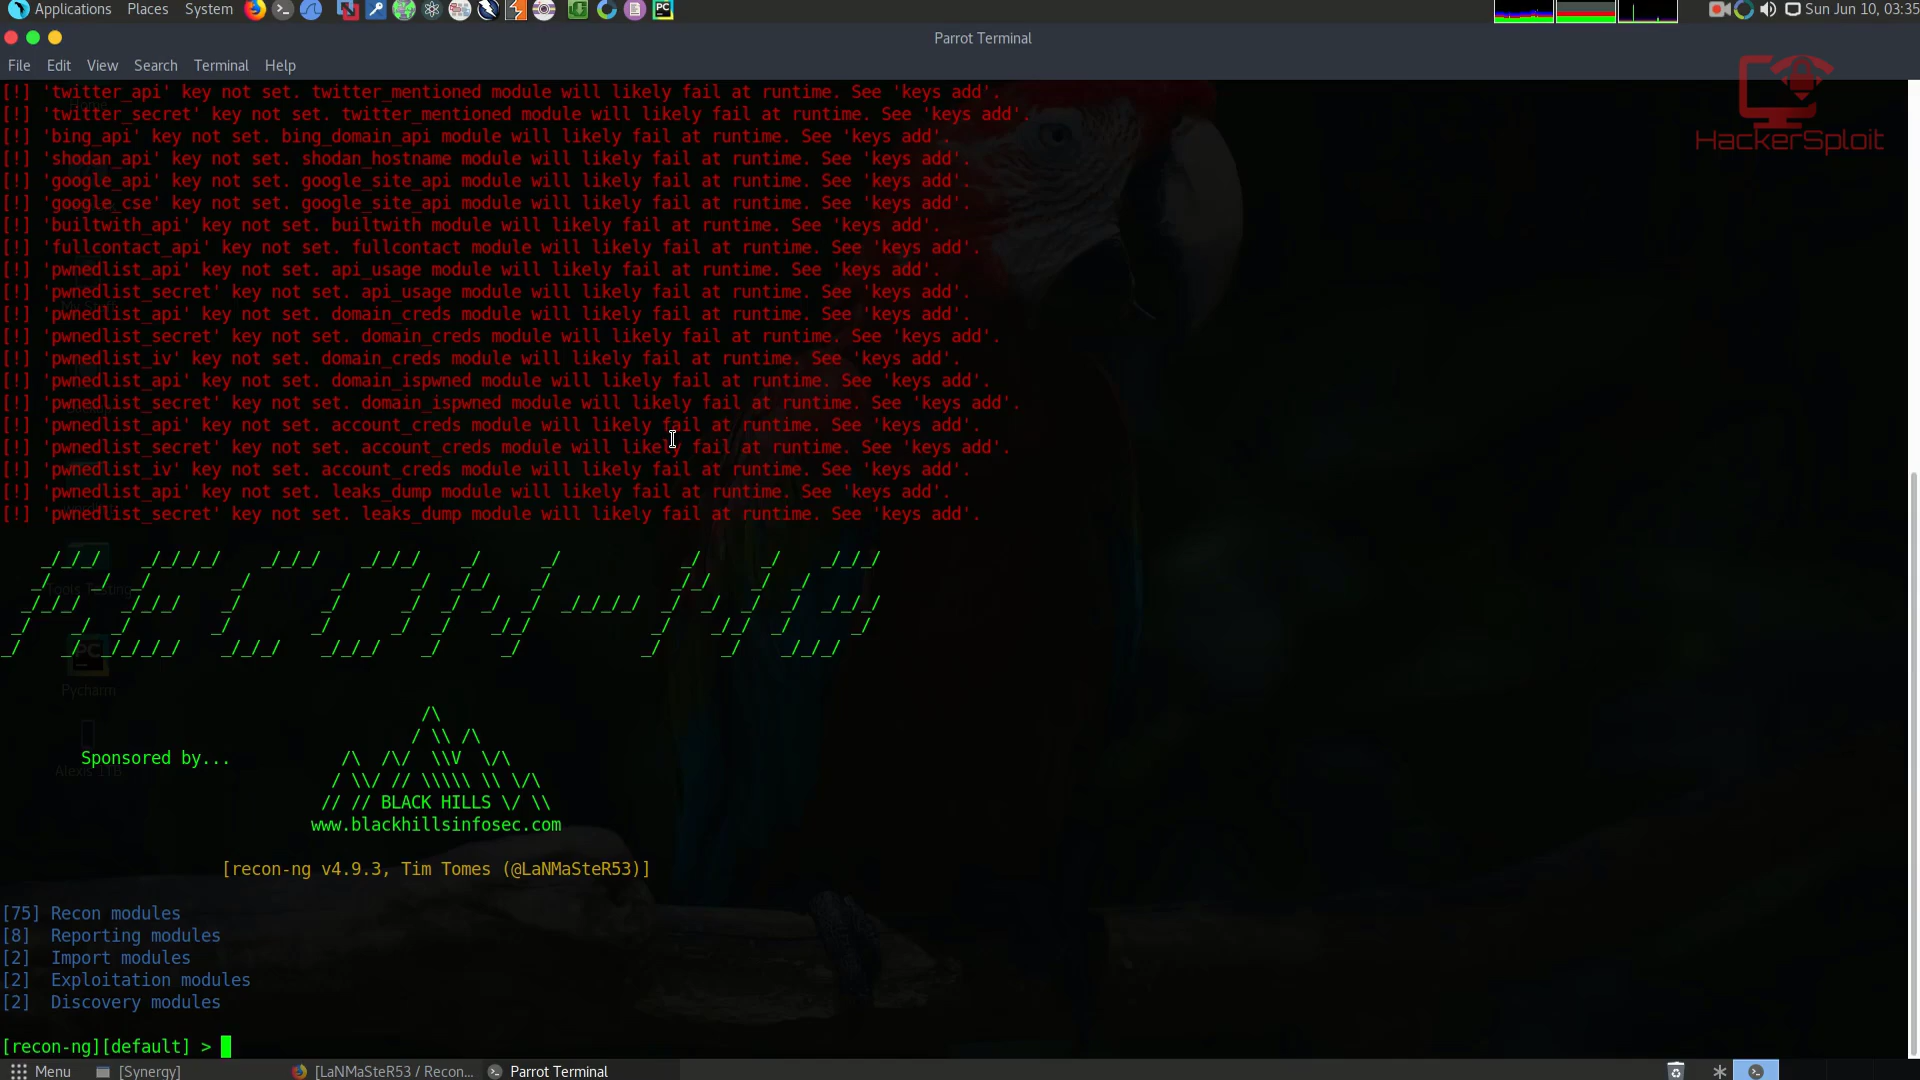 Applications Places System Sun Jun 10, 03:35
Parrot Terminal
File Edit View Search Terminal Help
[!] 'twitter_api' key not set. twitter_mentioned module will likely fail at runtime. See 'keys add'.
[!] 'twitter_secret' key not set. twitter_mentioned module will likely fail at runtime. See 'keys add'.
[!] 'bing_api' key not set. bing_domain_api module will likely fail at runtime. See 'keys add'.
[!] 'shodan_api' key not set. shodan_hostname module will likely fail at runtime. See 'keys add'.
[!] 'google_api' key not set. google_site_api module will likely fail at runtime. See 'keys add'.
[!] 'google_cse' key not set. google_site_api module will likely fail at runtime. See 'keys add'.
[!] 'builtwith_api' key not set. builtwith module will likely fail at runtime. See 'keys add'.
[!] 'fullcontact_api' key not set. fullcontact module will likely fail at runtime. See 'keys add'.
[!] 'pwnedlist_api' key not set. api_usage module will likely fail at runtime. See 'keys add'.
[!] 'pwnedlist_secret' key not set. api_usage module will likely fail at runtime. See 'keys add'.
[!] 'pwnedlist_api' key not set. domain_creds module will likely fail at runtime. See 'keys add'.
[!] 'pwnedlist_secret' key not set. domain_creds module will likely fail at runtime. See 'keys add'.
[!] 'pwnedlist_iv' key not set. domain_creds module will likely fail at runtime. See 'keys add'.
[!] 'pwnedlist_api' key not set. domain_ispwned module will likely fail at runtime. See 'keys add'.
[!] 'pwnedlist_secret' key not set. domain_ispwned module will likely fail at runtime. See 'keys add'.
[!] 'pwnedlist_api' key not set. account_creds module will likely fail at runtime. See 'keys add'.
[!] 'pwnedlist_secret' key not set. account_creds module will likely fail at runtime. See 'keys add'.
[!] 'pwnedlist_iv' key not set. account_creds module will likely fail at runtime. See 'keys add'.
[!] 'pwnedlist_api' key not set. leaks_dump module will likely fail at runtime. See 'keys add'.
[!] 'pwnedlist_secret' key not set. leaks_dump module will likely fail at runtime. See 'keys add'.
HackerSploit
RECON-NG
Pycharm
Sponsored by...
BLACK HILLS
www.blackhillsinfosec.com
[recon-ng v4.9.3, Tim Tomes (@LaNMaSteR53)]
[75] Recon modules
[8] Reporting modules
[2] Import modules
[2] Exploitation modules
[2] Discovery modules
[recon-ng][default] >
Menu [Synergy] [LaNMaSteR53 / Recon... Parrot Terminal